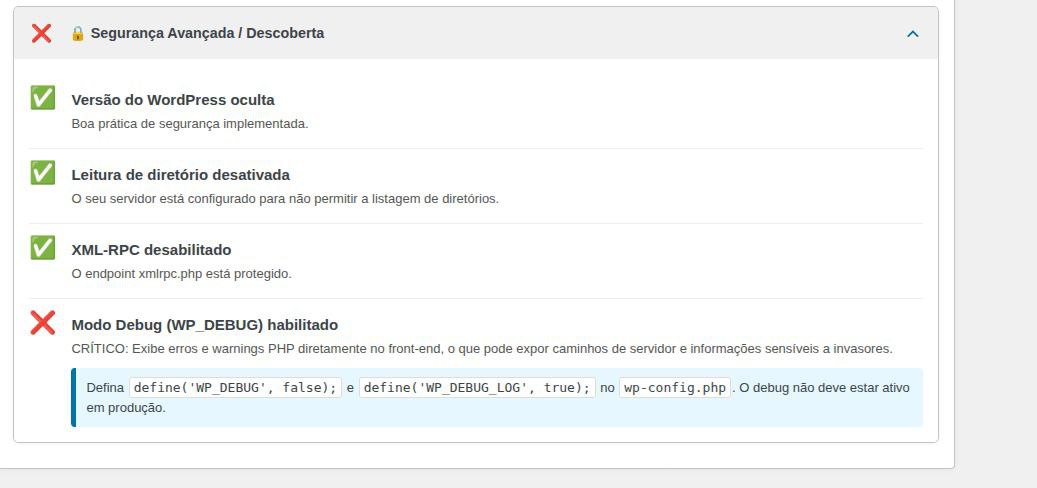 Segurança Avançada / Descoberta
Versão do WordPress oculta
Boa prática de segurança implementada.
Leitura de diretório desativada
O seu servidor está configurado para não permitir a listagem de diretórios.
XML-RPC desabilitado
O endpoint xmlrpc.php está protegido.
Modo Debug (WP_DEBUG) habilitado
CRÍTICO: Exibe erros e warnings PHP diretamente no front-end, o que pode expor caminhos de servidor e informações sensíveis a invasores.
Defina define('WP_DEBUG', false); e define('WP_DEBUG_LOG', true); no wp-config.php. O debug não deve estar ativo
em produção.